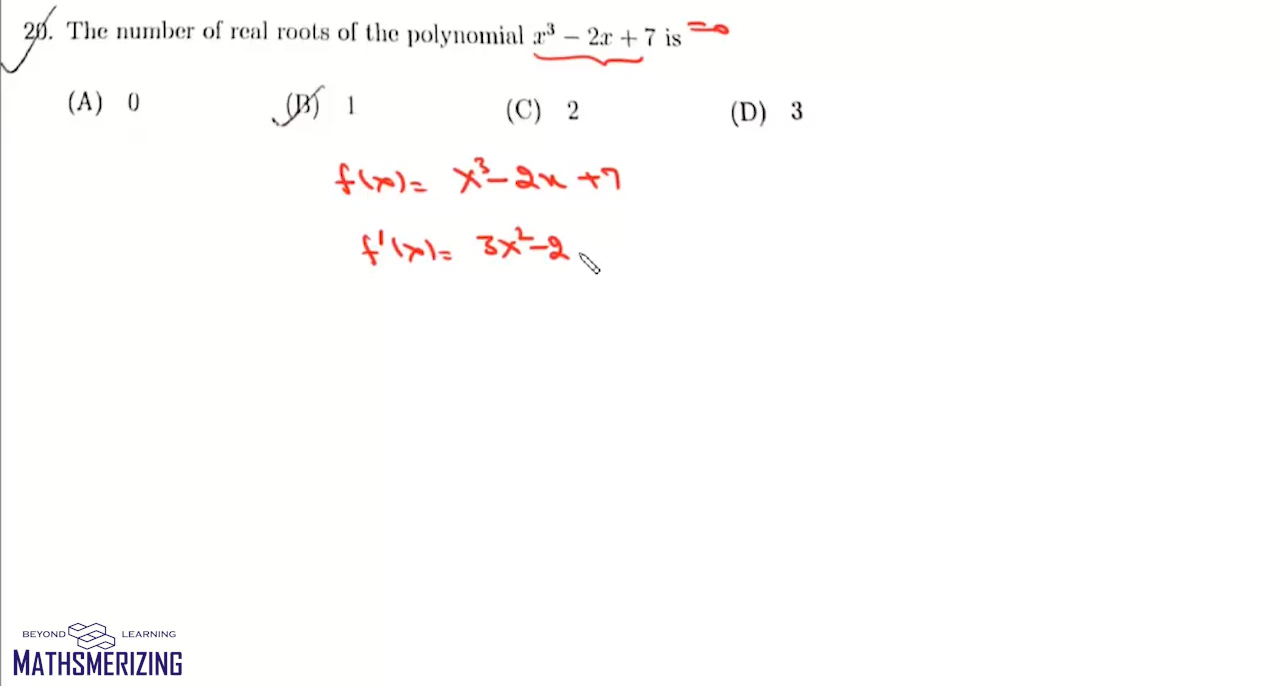 20. The number of real roots of the polynomial x³ − 2x + 7 is =0
(A) 0 (B) 1 (C) 2 (D) 3
f(x) = x³ − 2x + 7
f'(x) = 3x² − 2
BEYOND LEARNING
MATHSMERIZING